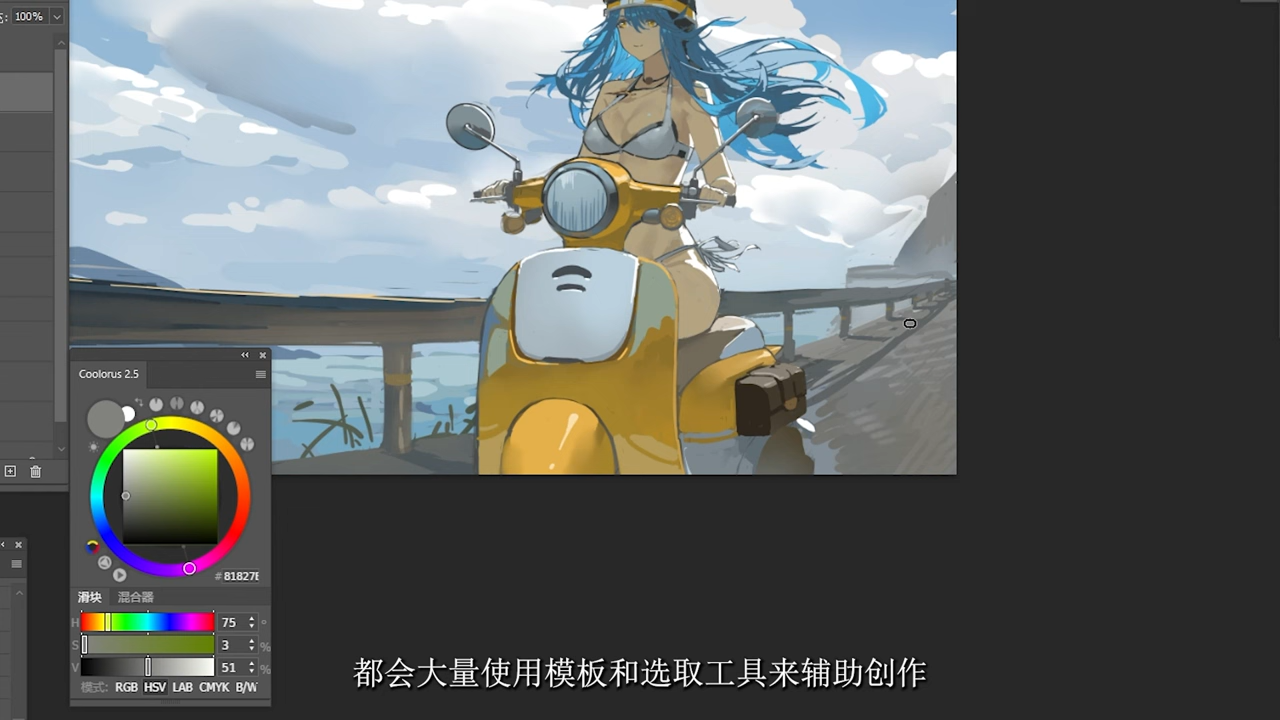 100%
Coolorus 2.5
# 81827E
滑块 混合器
H 75 °
S 3 %
V 51 %
模式: RGB HSV LAB CMYK B/W
都会大量使用模板和选取工具来辅助创作